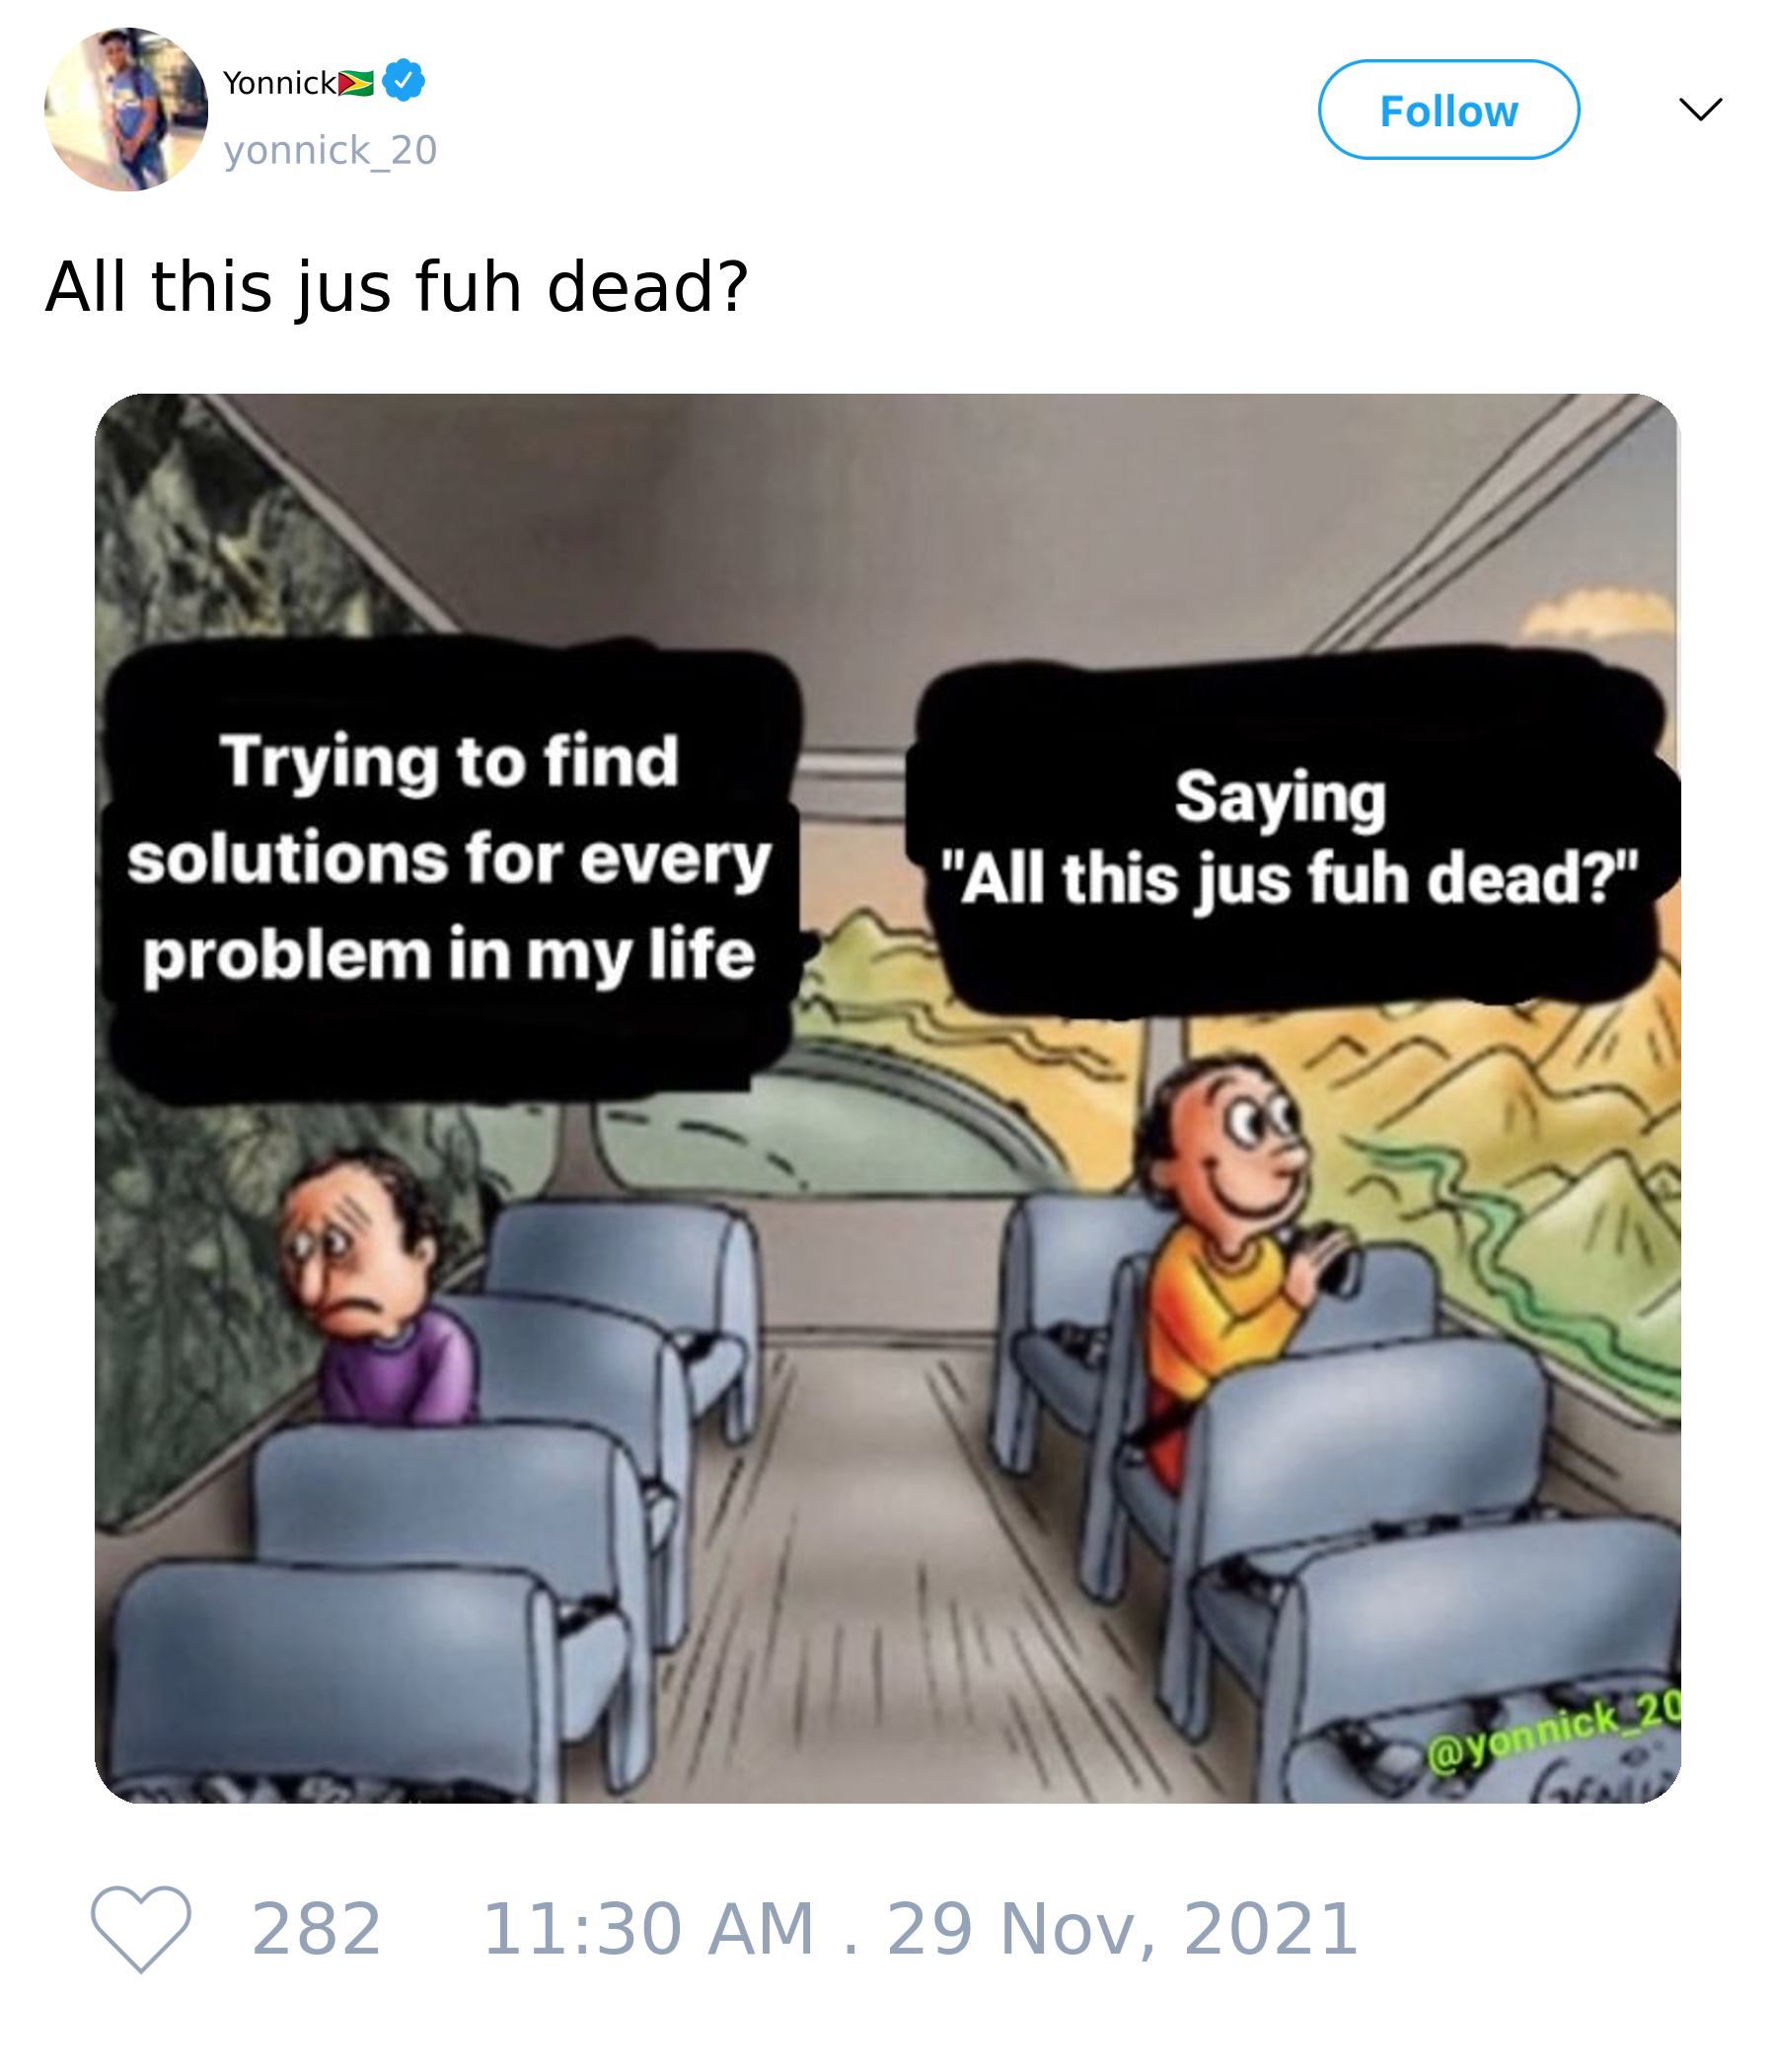 Yonnick🇬🇾
yonnick_20
Follow
All this jus fuh dead?
Trying to find
solutions for every
problem in my life
Saying
"All this jus fuh dead?"
@yonnick_20
282 11:30 AM . 29 Nov, 2021